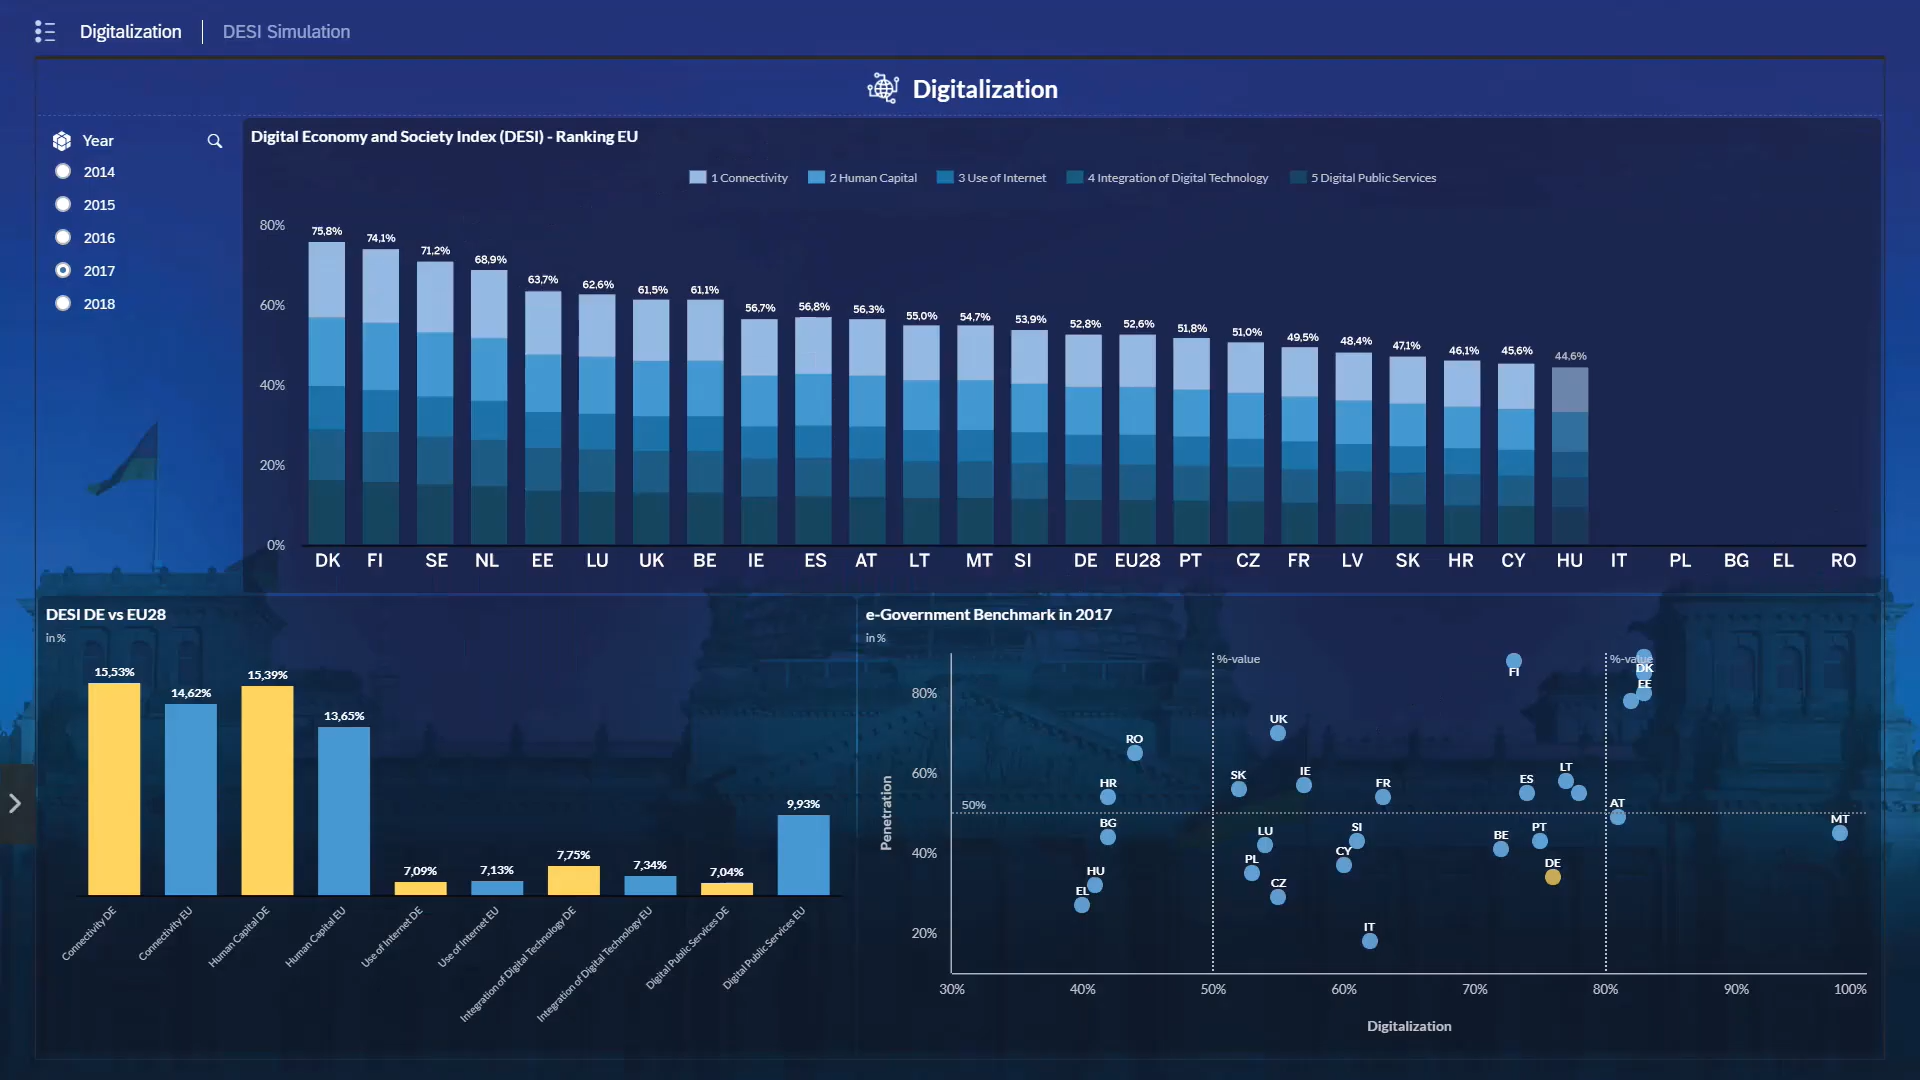 Digitalization
DESI Simulation
Digitalization
Year
2014
2015
2016
2017
2018
Digital Economy and Society Index (DESI) - Ranking EU
1 Connectivity 2 Human Capital 3 Use of Internet 4 Integration of Digital Technology 5 Digital Public Services
80%
60%
40%
20%
0%
75,8% 74,1% 71,2% 68,9% 63,7% 62,6% 61,5% 61,1% 56,7% 56,8% 56,3% 55,0% 54,7% 53,9% 52,8% 52,6% 51,8% 51,0% 49,5% 48,4% 47,1% 46,1% 45,6% 44,6%
DK FI SE NL EE LU UK BE IE ES AT LT MT SI DE EU28 PT CZ FR LV SK HR CY HU IT PL BG EL RO
DESI DE vs EU28
in %
15,53% 14,62% 15,39% 13,65% 7,09% 7,13% 7,75% 7,34% 7,04% 9,93%
Connectivity DE
Connectivity EU
Human Capital DE
Human Capital EU
Use of Internet DE
Use of Internet EU
Integration of Digital Technology DE
Integration of Digital Technology EU
Digital Public Services DE
Digital Public Services EU
e-Government Benchmark in 2017
in %
%-value
%-value
FI
DK
EE
80%
UK
RO
60%
SK
IE
HR
FR
ES
LT
50%
AT
BG
LU
SI
BE
PT
MT
40%
PL
CY
DE
HU
EL
CZ
IT
20%
Penetration
30% 40% 50% 60% 70% 80% 90% 100%
Digitalization